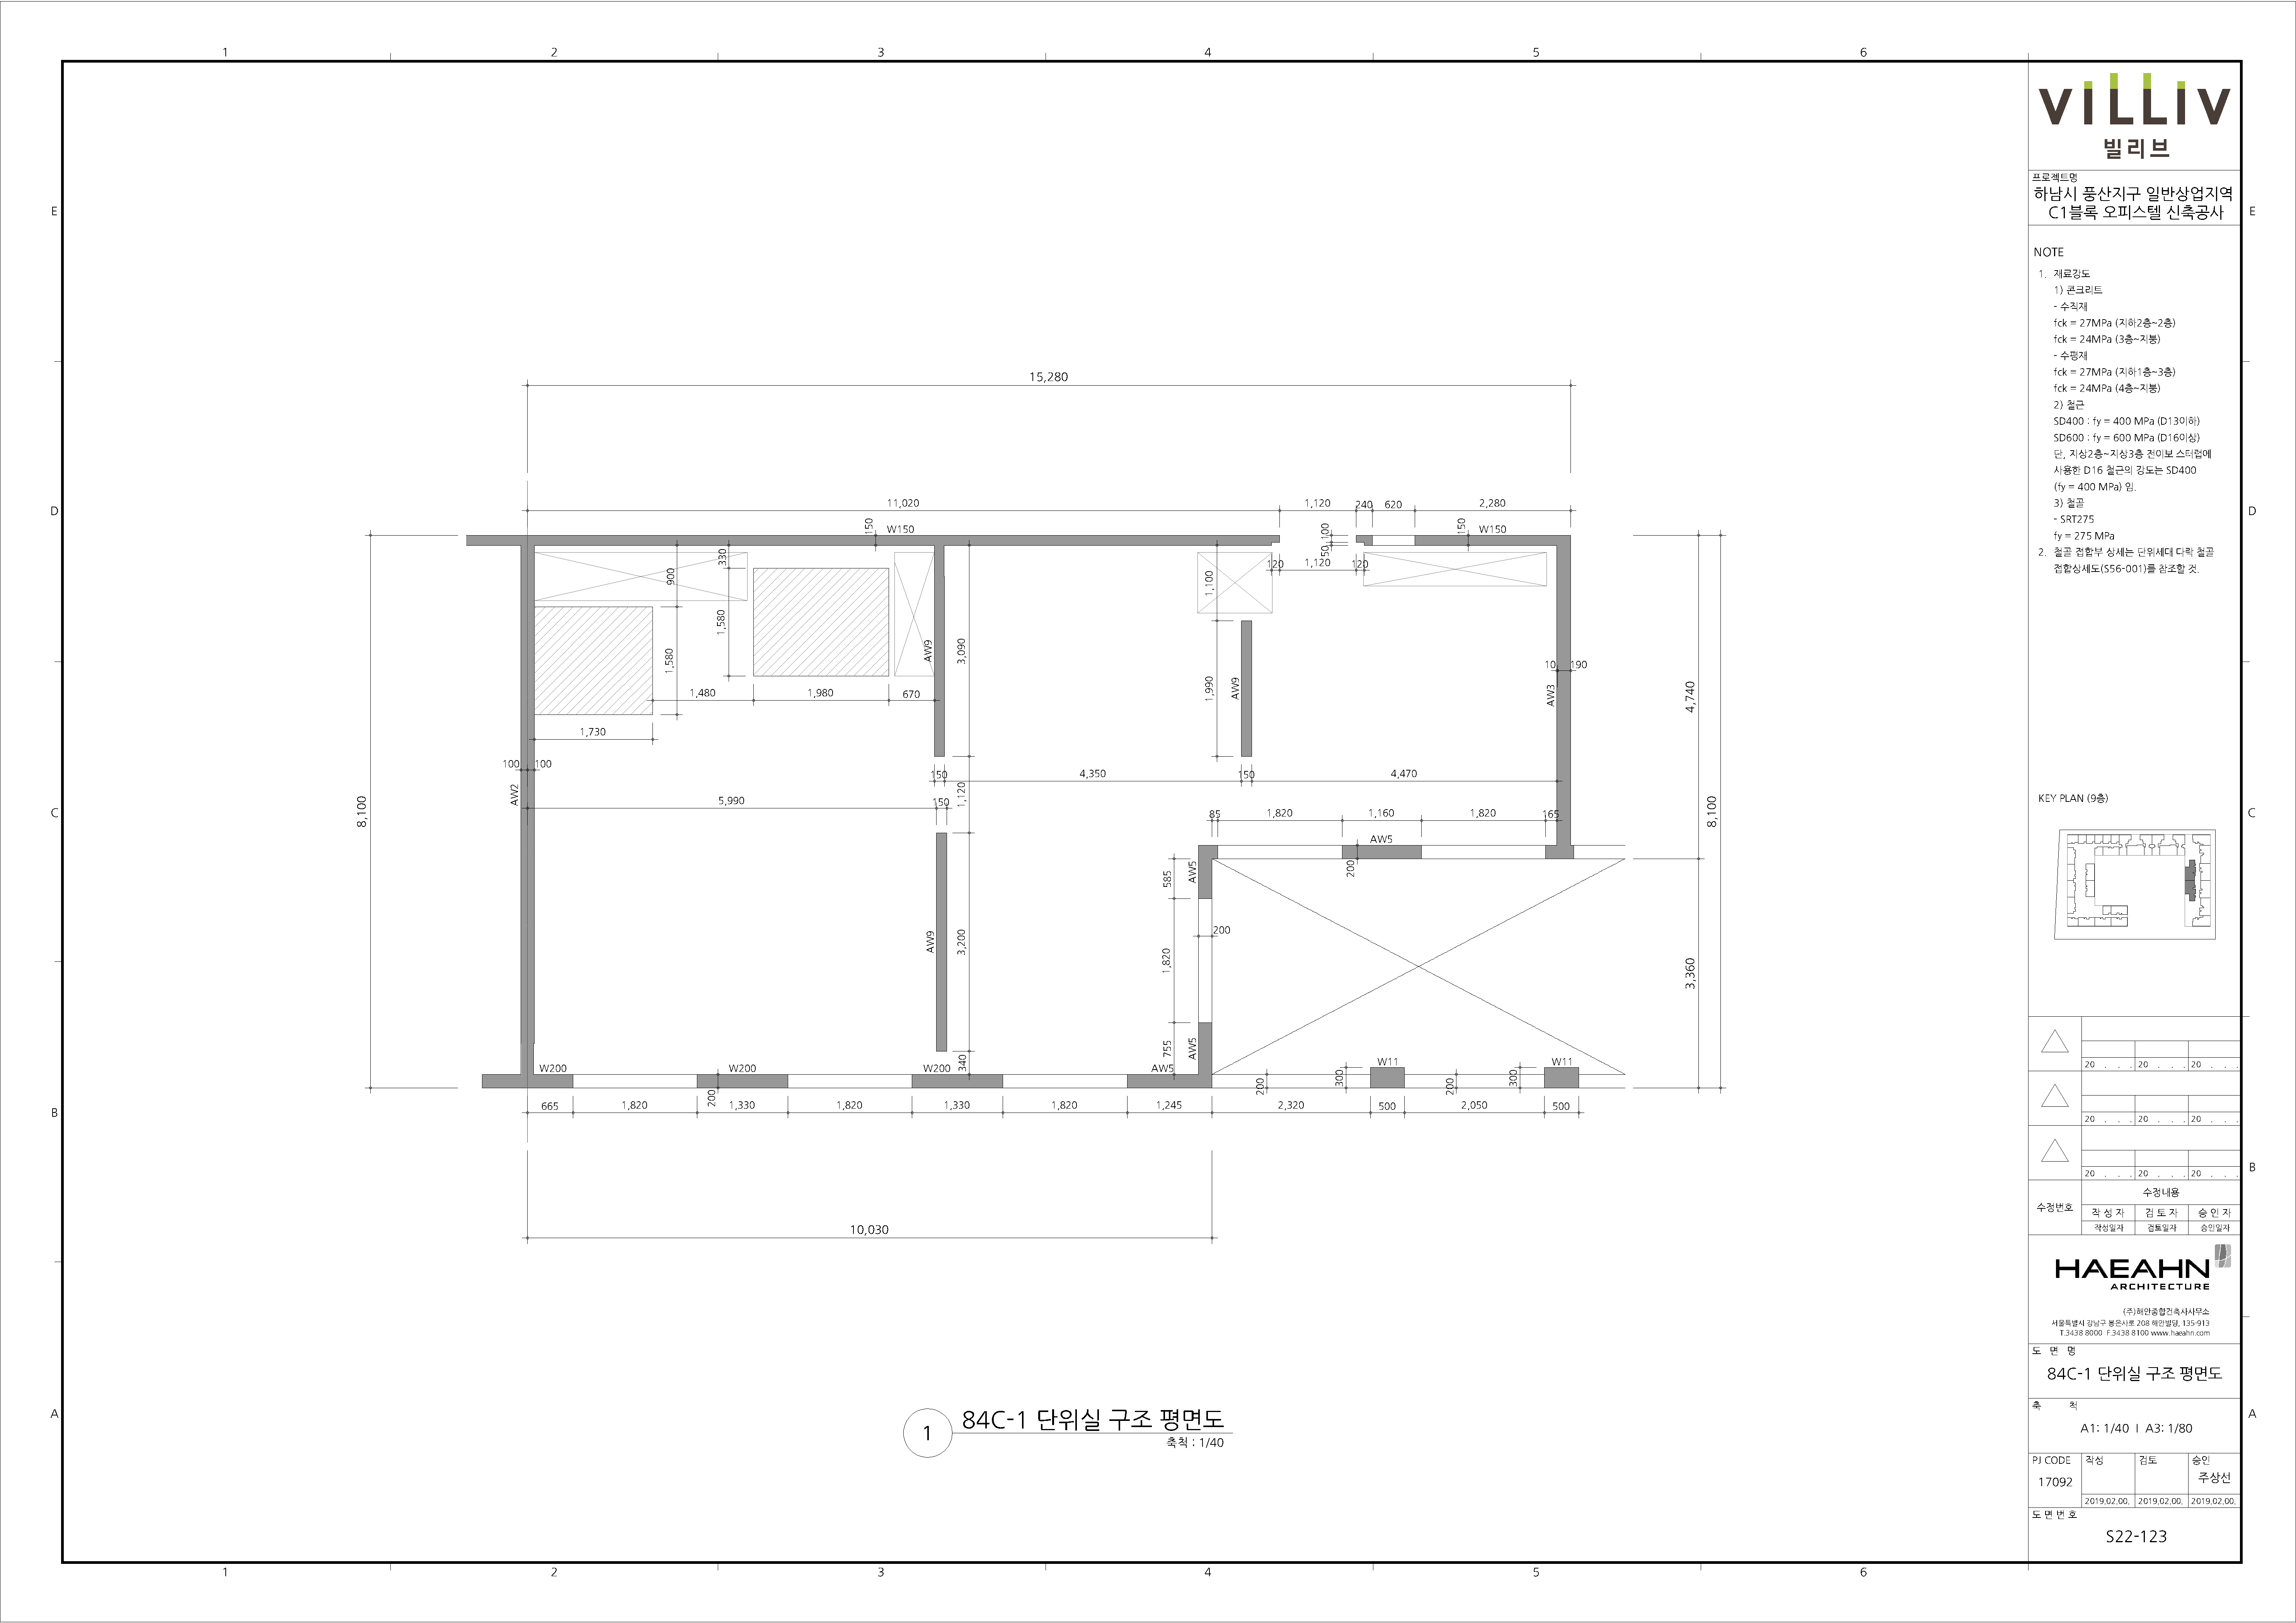 1 2 3 4 5 6
VILLIV
빌리브
프로젝트명
하남시 풍산지구 일반상업지역
C1블록 오피스텔 신축공사
NOTE
1. 재료강도
1) 콘크리트
- 수직재
fck = 27MPa (지하2층~2층)
fck = 24MPa (3층~지붕)
- 수평재
fck = 27MPa (지하1층~3층)
fck = 24MPa (4층~지붕)
2) 철근
SD400 : fy = 400 MPa (D13이하)
SD600 : fy = 600 MPa (D16이상)
단, 지상2층~지상3층 전이보 스터럽에
사용한 D16 철근의 강도는 SD400
(fy = 400 MPa) 임.
3) 철골
- SRT275
fy = 275 MPa
2. 철골 접합부 상세는 단위세대 다락 철골
접합상세도(S56-001)를 참조할 것.
KEY PLAN (9층)
E E
D D
C C
B B
B
A A
15,280
11,020 1,120 240 620 2,280
150 W150 100 150 W150
330 50
900 120 1,120 120
1,100
1,580
1,580
AW9 3,090
1,480 1,980 670
1,990 AW9
10 190
AW3
4,740
1,730
100 100
AW2
150 4,350 150 4,470
5,990 150 1,120
8,100
8,100
85 1,820 1,160 1,820 165
AW5
200
585 AW5
AW9 3,200
200
1,820
3,360
755 AW5
340
W200 W200 W200 AW5
W11 W11
200 300 200 300
200
665 1,820 1,330 1,820 1,330 1,820 1,245 2,320 500 2,050 500
10,030
1
84C-1 단위실 구조 평면도
축척 : 1/40
20 . . . 20 . . . 20 . . .
20 . . . 20 . . . 20 . . .
20 . . . 20 . . . 20 . . .
수정번호
수정내용
작 성 자 검 토 자 승 인 자
작성일자 검토일자 승인일자
HAEAHN
ARCHITECTURE
(주)해안종합건축사사무소
서울특별시 강남구 봉은사로 208 해안빌딩, 135-913
T.3438 8000 F.3438 8100 www.haeahn.com
도 면 명
84C-1 단위실 구조 평면도
축 척
A1: 1/40 I A3: 1/80
PJ CODE 작성 검토 승인
17092 주상선
2019.02.00. 2019.02.00. 2019.02.00.
도 면 번 호
S22-123
1 2 3 4 5 6